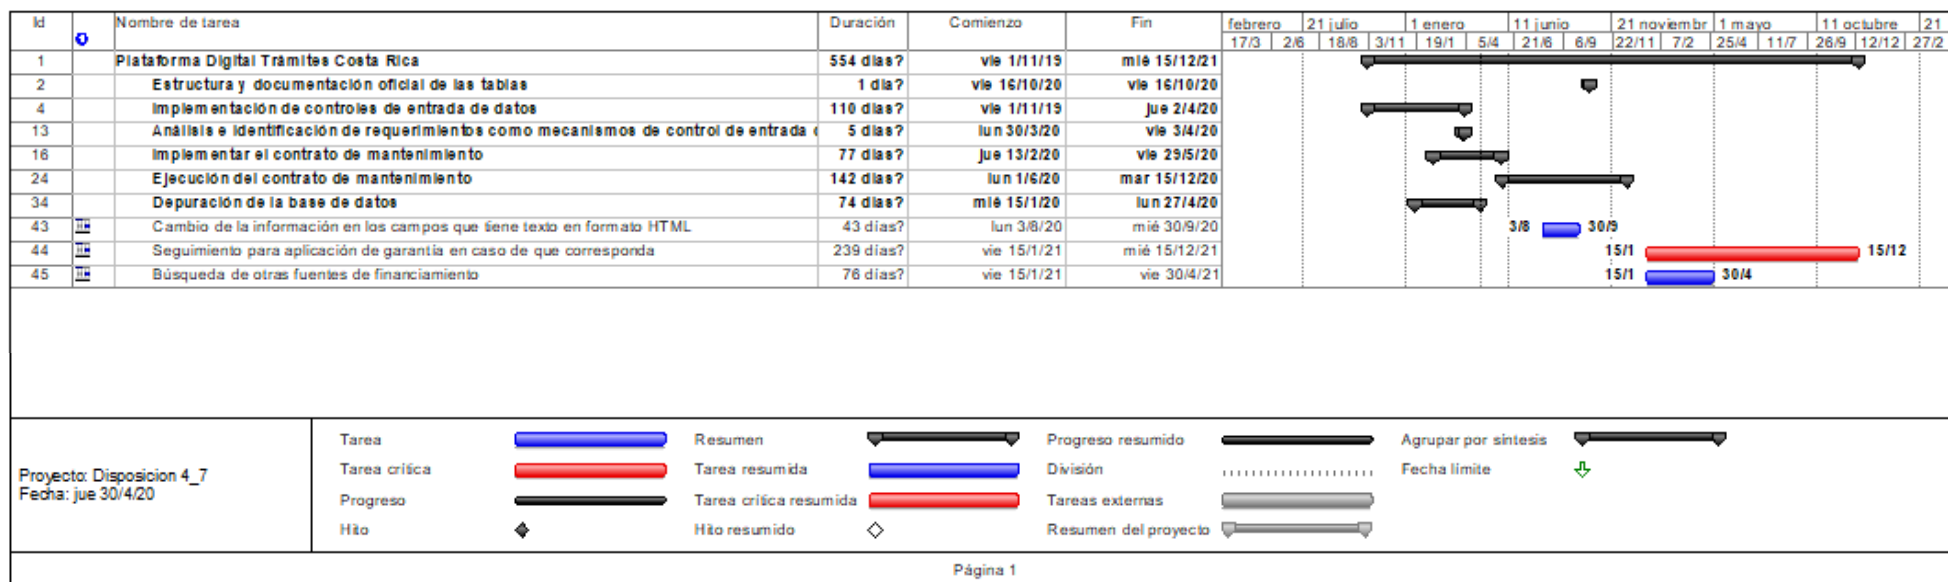 Id Nombre de tarea Duración Comienzo Fin febrero 21 julio 1 enero 11 junio 21 noviembr 1 mayo 11 octubre 21
17/3 2/6 18/8 3/11 19/1 5/4 21/6 6/9 22/11 7/2 25/4 11/7 26/9 12/12 27/2
1 Plataforma Digital Trámites Costa Rica 554 días? vie 1/11/19 mié 15/12/21
2 Estructura y documentación oficial de las tablas 1 día? vie 16/10/20 vie 16/10/20
4 Implementación de controles de entrada de datos 110 días? vie 1/11/19 jue 2/4/20
13 Análisis e identificación de requerimientos como mecanismos de control de entrada 5 días? lun 30/3/20 vie 3/4/20
16 Implementar el contrato de mantenimiento 77 días? jue 13/2/20 vie 29/5/20
24 Ejecución del contrato de mantenimiento 142 días? lun 1/6/20 mar 15/12/20
34 Depuración de la base de datos 74 días? mié 15/1/20 lun 27/4/20
43 Cambio de la información en los campos que tiene texto en formato HTML 43 días? lun 3/8/20 mié 30/9/20 3/8 30/9
44 Seguimiento para aplicación de garantía en caso de que corresponda 239 días? vie 15/1/21 mié 15/12/21 15/1 15/12
45 Búsqueda de otras fuentes de financiamiento 76 días? vie 15/1/21 vie 30/4/21 15/1 30/4
Proyecto: Disposicion 4_7
Fecha: jue 30/4/20
Tarea Resumen Progreso resumido Agrupar por síntesis
Tarea crítica Tarea resumida División Fecha límite
Progreso Tarea crítica resumida Tareas externas
Hito Hito resumido Resumen del proyecto
Página 1